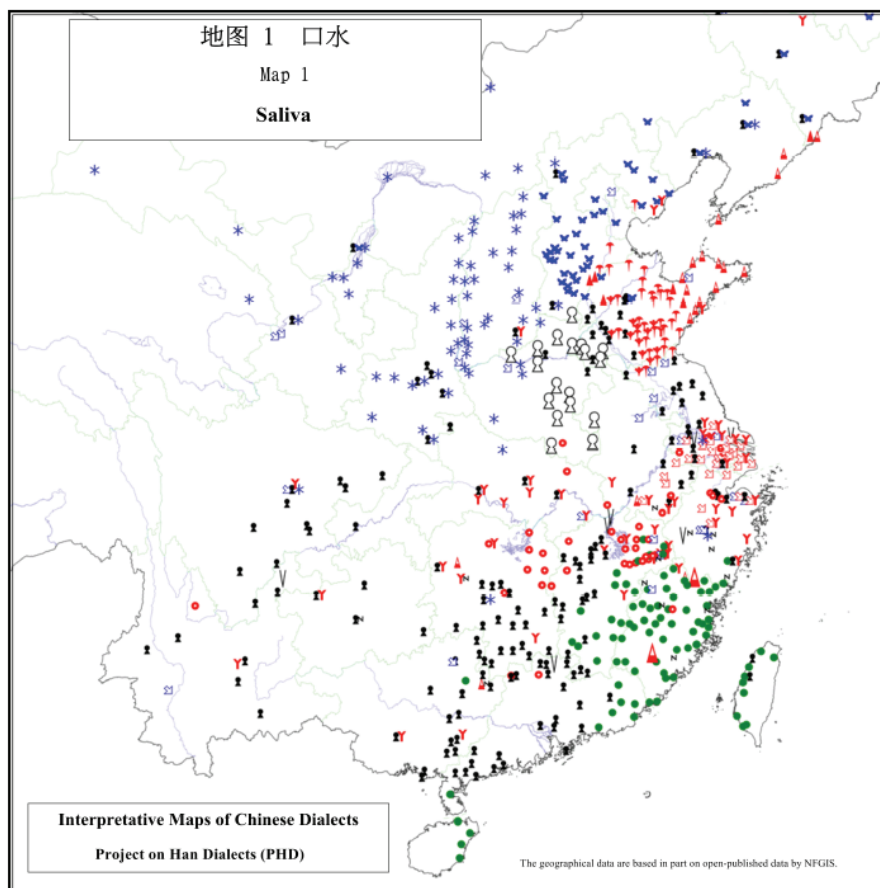 地图 1 口水
Map 1
Saliva
Interpretative Maps of Chinese Dialects
Project on Han Dialects (PHD)
The geographical data are based in part on open-published data by NFGIS.